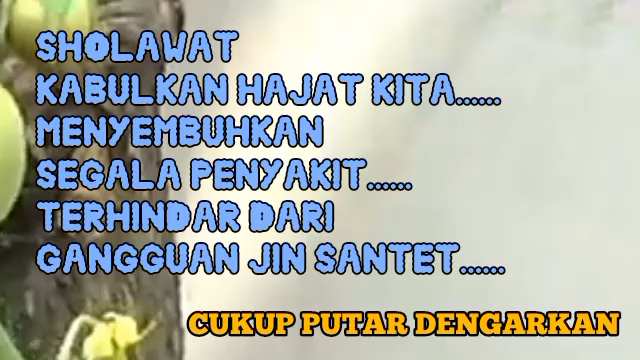 SHOLAWAT
KABULKAN HAJAT KITA......
MENYEMBUHKAN
SEGALA PENYAKIT......
TERHINDAR DARI
GANGGUAN JIN SANTET......
CUKUP PUTAR DENGARKAN